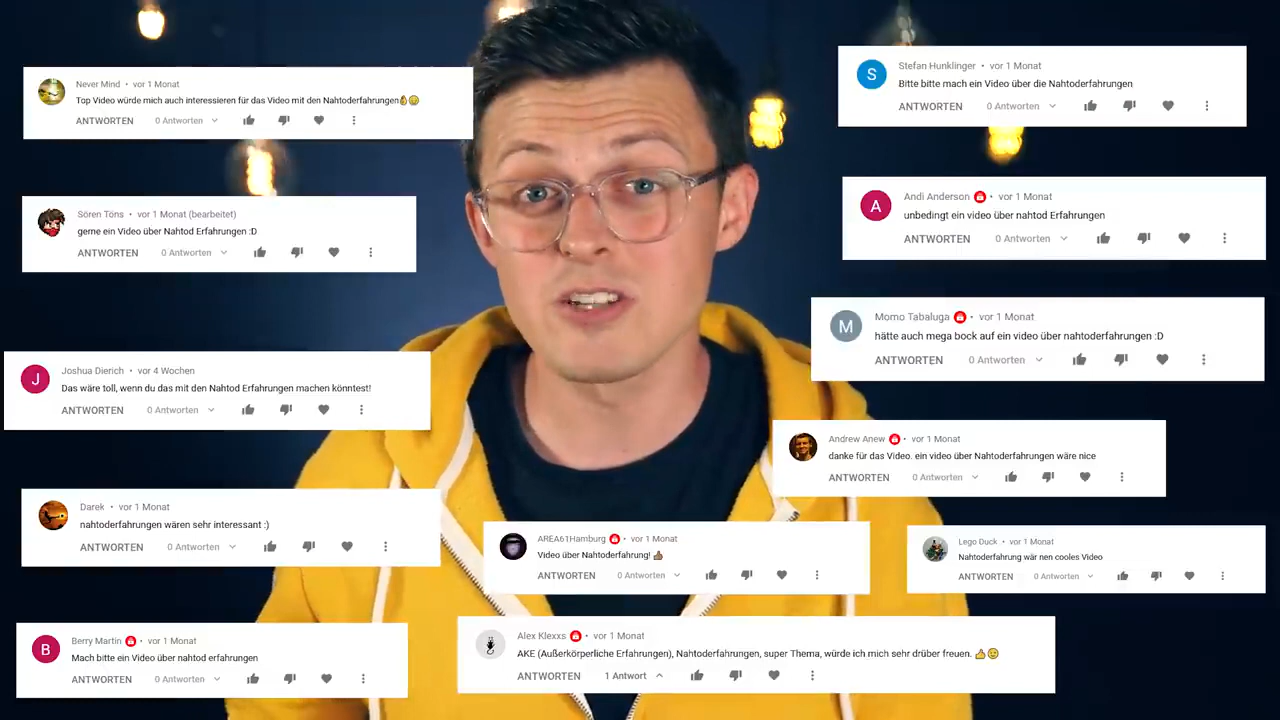 Never Mind • vor 1 Monat
Top Video würde mich auch interessieren für das Video mit den Nahtoderfahrungen👌😊
ANTWORTEN 0 Antworten
Sören Töns • vor 1 Monat (bearbeitet)
gerne ein Video über Nahtod Erfahrungen :D
ANTWORTEN 0 Antworten
J
Joshua Dierich • vor 4 Wochen
Das wäre toll, wenn du das mit den Nahtod Erfahrungen machen könntest!
ANTWORTEN 0 Antworten
Darek • vor 1 Monat
nahtoderfahrungen wären sehr interessant :)
ANTWORTEN 0 Antworten
B
Berry Martin • vor 1 Monat
Mach bitte ein Video über nahtod erfahrungen
ANTWORTEN 0 Antworten
S
Stefan Hunklinger • vor 1 Monat
Bitte bitte mach ein Video über die Nahtoderfahrungen
ANTWORTEN 0 Antworten
A
Andi Anderson • vor 1 Monat
unbedingt ein video über nahtod Erfahrungen
ANTWORTEN 0 Antworten
M
Momo Tabaluga • vor 1 Monat
hätte auch mega bock auf ein video über nahtoderfahrungen :D
ANTWORTEN 0 Antworten
Andrew Anew • vor 1 Monat
danke für das Video. ein video über Nahtoderfahrungen wäre nice
ANTWORTEN 0 Antworten
AREA61Hamburg • vor 1 Monat
Video über Nahtoderfahrung! 👍🏽
ANTWORTEN 0 Antworten
Lego Duck • vor 1 Monat
Nahtoderfahrung wär nen cooles Video
ANTWORTEN 0 Antworten
Alex Klexxs • vor 1 Monat
AKE (Außerkörperliche Erfahrungen), Nahtoderfahrungen, super Thema, würde ich mich sehr drüber freuen. 👍😉
ANTWORTEN 1 Antwort